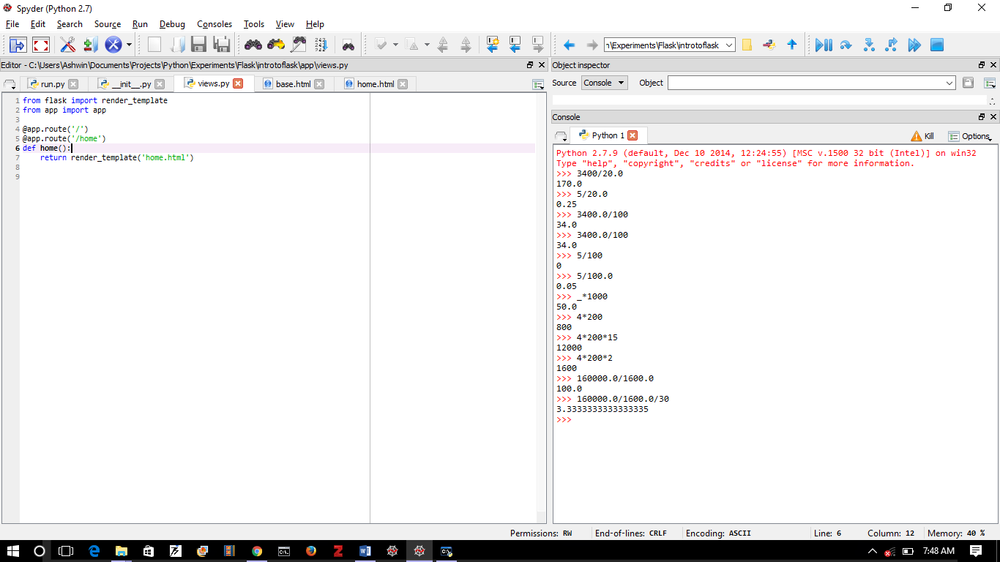 Spyder (Python 2.7)
File Edit Search Source Run Debug Consoles Tools View Help
n\Experiments\Flask\introtoflask
Editor - C:\Users\Ashwin\Documents\Projects\Python\Experiments\Flask\introtoflask\app\views.py
run.py __init__.py views.py base.html home.html
1 from flask import render_template
2 from app import app
3
4 @app.route('/')
5 @app.route('/home')
6 def home():
7     return render_template('home.html')
8
9
Object inspector
Source Console Object
Console
Python 1 Kill Options
Python 2.7.9 (default, Dec 10 2014, 12:24:55) [MSC v.1500 32 bit (Intel)] on win32
Type "help", "copyright", "credits" or "license" for more information.
>>> 3400/20.0
170.0
>>> 5/20.0
0.25
>>> 3400.0/100
34.0
>>> 3400.0/100
34.0
>>> 5/100
0
>>> 5/100.0
0.05
>>> _*1000
50.0
>>> 4*200
800
>>> 4*200*15
12000
>>> 4*200*2
1600
>>> 160000.0/1600.0
100.0
>>> 160000.0/1600.0/30
3.3333333333333335
>>>
Permissions: RW End-of-lines: CRLF Encoding: ASCII Line: 6 Column: 12 Memory: 40 %
7:48 AM